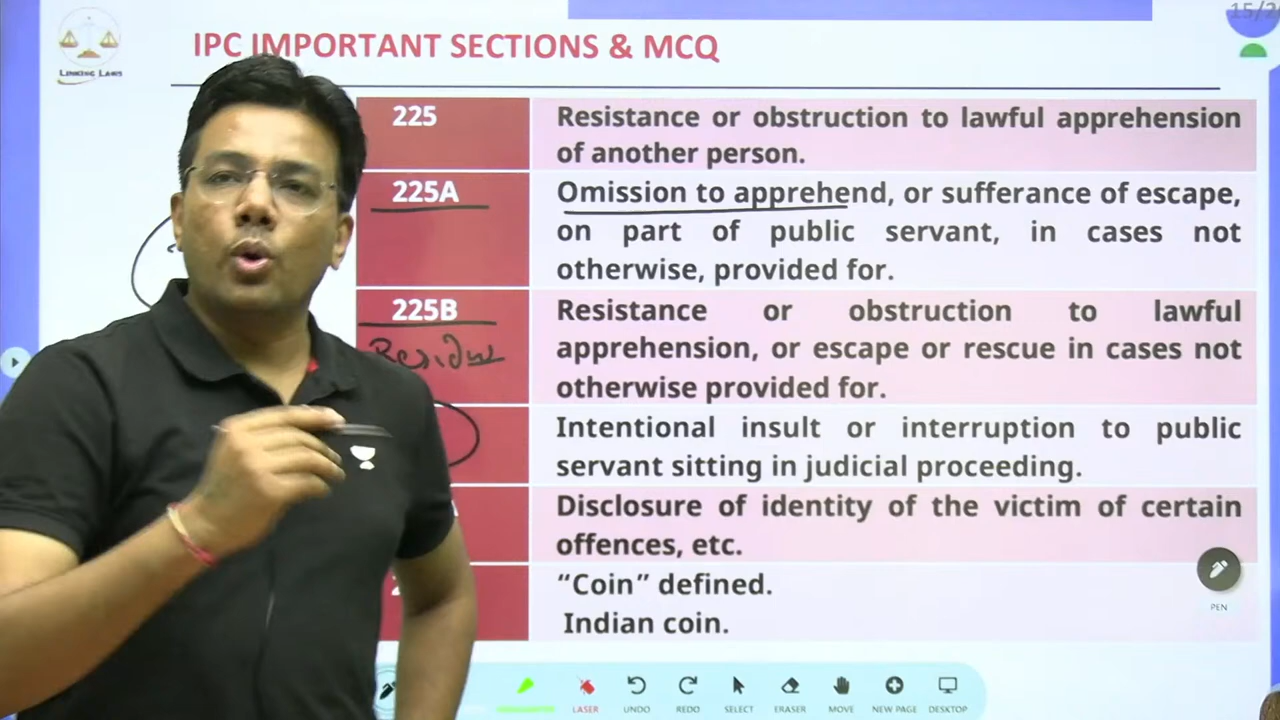 15/2
LINKING LAWS
IPC IMPORTANT SECTIONS & MCQ
225
Resistance or obstruction to lawful apprehension
of another person.
225A
Omission to apprehend, or sufferance of escape,
on part of public servant, in cases not
otherwise, provided for.
225B
Resistance or obstruction to lawful
apprehension, or escape or rescue in cases not
otherwise provided for.
Intentional insult or interruption to public
servant sitting in judicial proceeding.
Disclosure of identity of the victim of certain
offences, etc.
“Coin” defined.
Indian coin.
PEN
LASER
UNDO
REDO
SELECT
ERASER
MOVE
NEW PAGE
DESKTOP